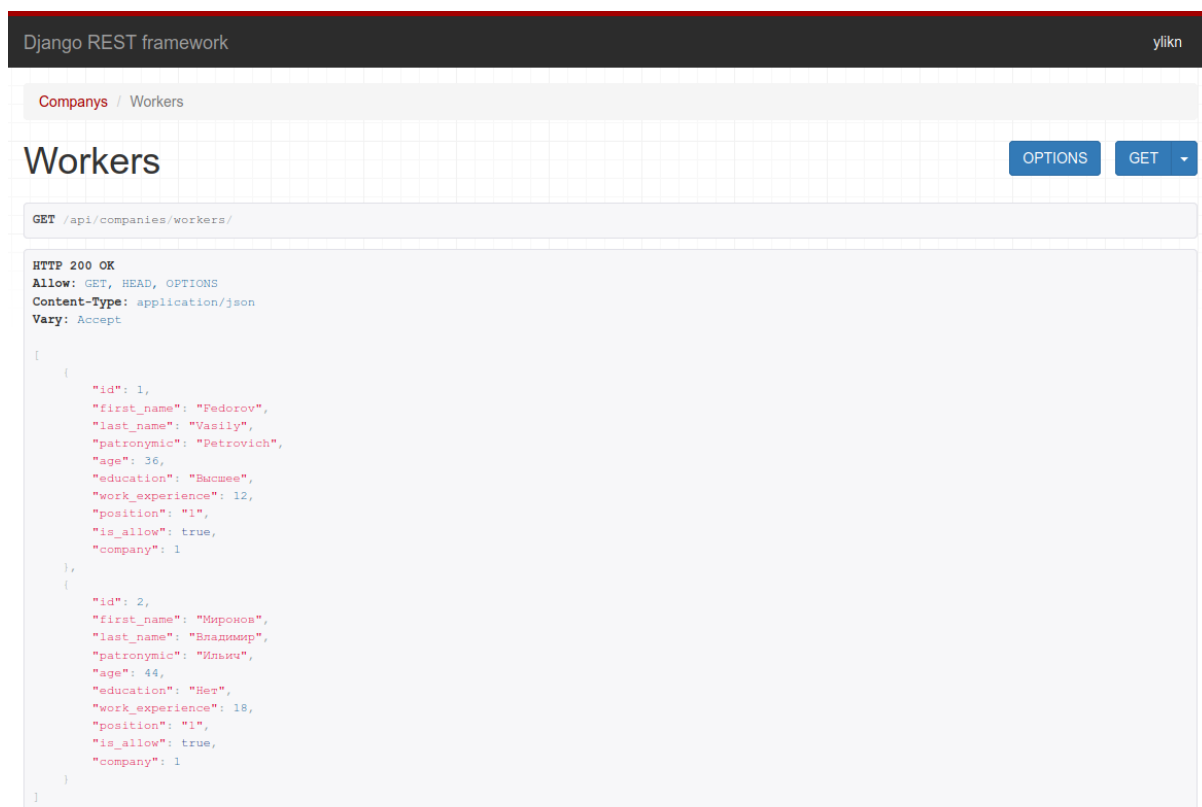 Django REST framework
ylikn
Companys / Workers
Workers
OPTIONS
GET
GET /api/companies/workers/
HTTP 200 OK
Allow: GET, HEAD, OPTIONS
Content-Type: application/json
Vary: Accept
[
    {
        "id": 1,
        "first_name": "Fedorov",
        "last_name": "Vasily",
        "patronymic": "Petrovich",
        "age": 36,
        "education": "Высшее",
        "work_experience": 12,
        "position": "1",
        "is_allow": true,
        "company": 1
    },
    {
        "id": 2,
        "first_name": "Миронов",
        "last_name": "Владимир",
        "patronymic": "Ильич",
        "age": 44,
        "education": "Нет",
        "work_experience": 18,
        "position": "1",
        "is_allow": true,
        "company": 1
    }
]